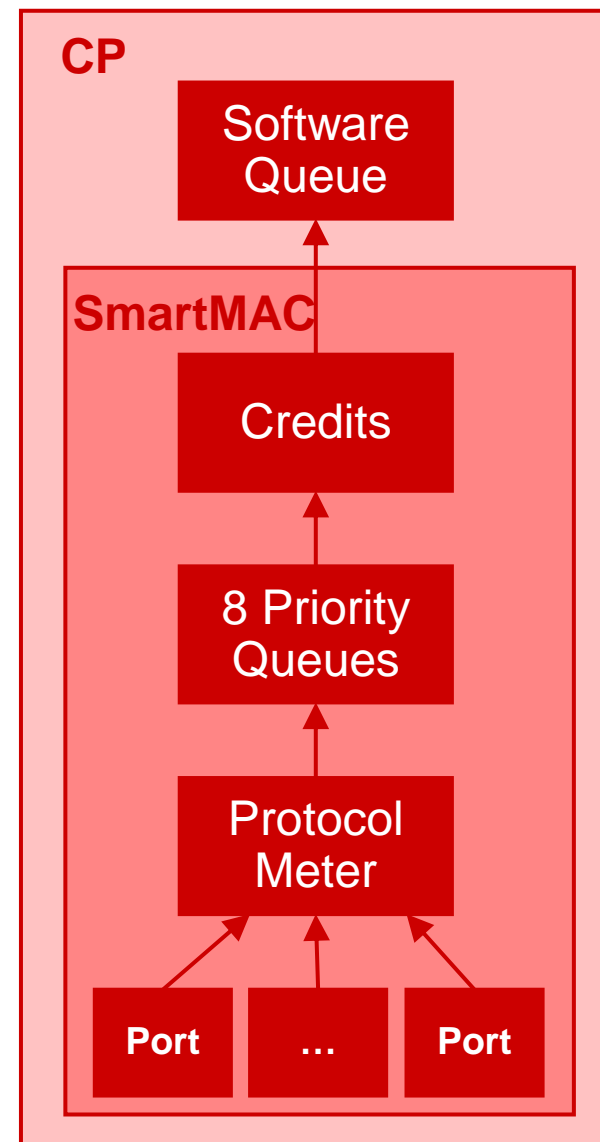 CP
Software
Queue
SmartMAC
Credits
8 Priority
Queues
Protocol
Meter
Port
...
Port